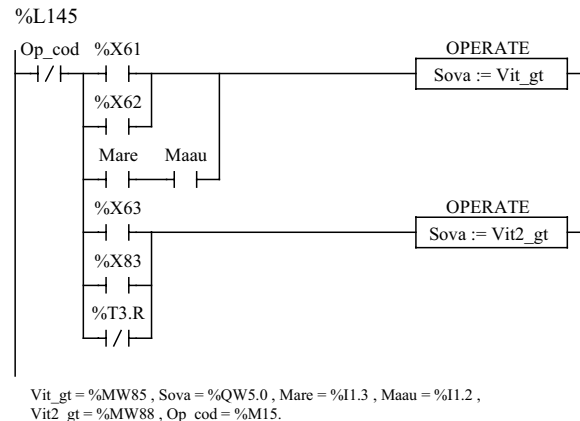 %L145
Op_cod %X61 OPERATE
Sova := Vit_gt
%X62
Mare Maau
%X63 OPERATE
Sova := Vit2_gt
%X83
%T3.R
Vit_gt = %MW85 , Sova = %QW5.0 , Mare = %I1.3 , Maau = %I1.2 ,
Vit2_gt = %MW88 , Op_cod = %M15.